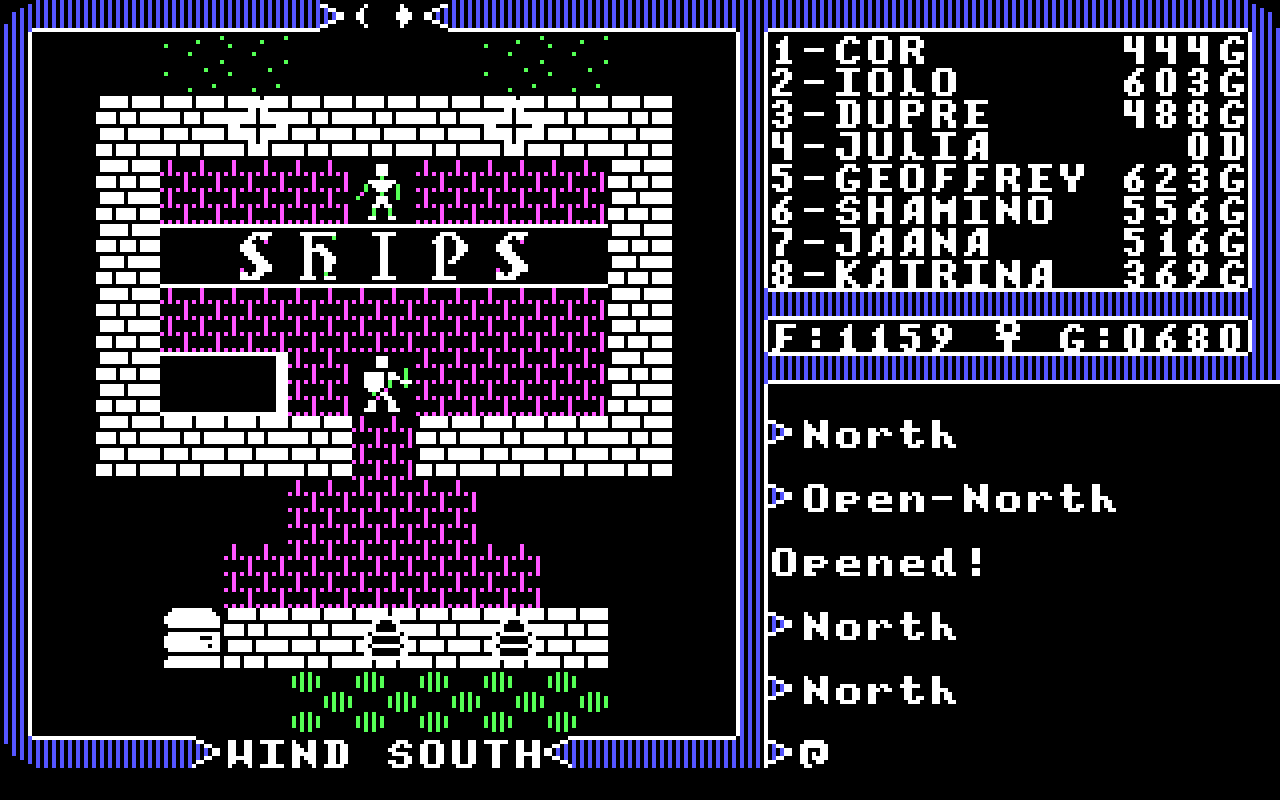 1-COR 444G
2-IOLO 603G
3-DUPRE 488G
4-JULIA 0D
5-GEOFFREY 623G
6-SHAMINO 556G
7-JAANA 516G
8-KATRINA 369G
SHIPS
F:1159 G:0680
North
Open-North
Opened!
North
North
WIND SOUTH